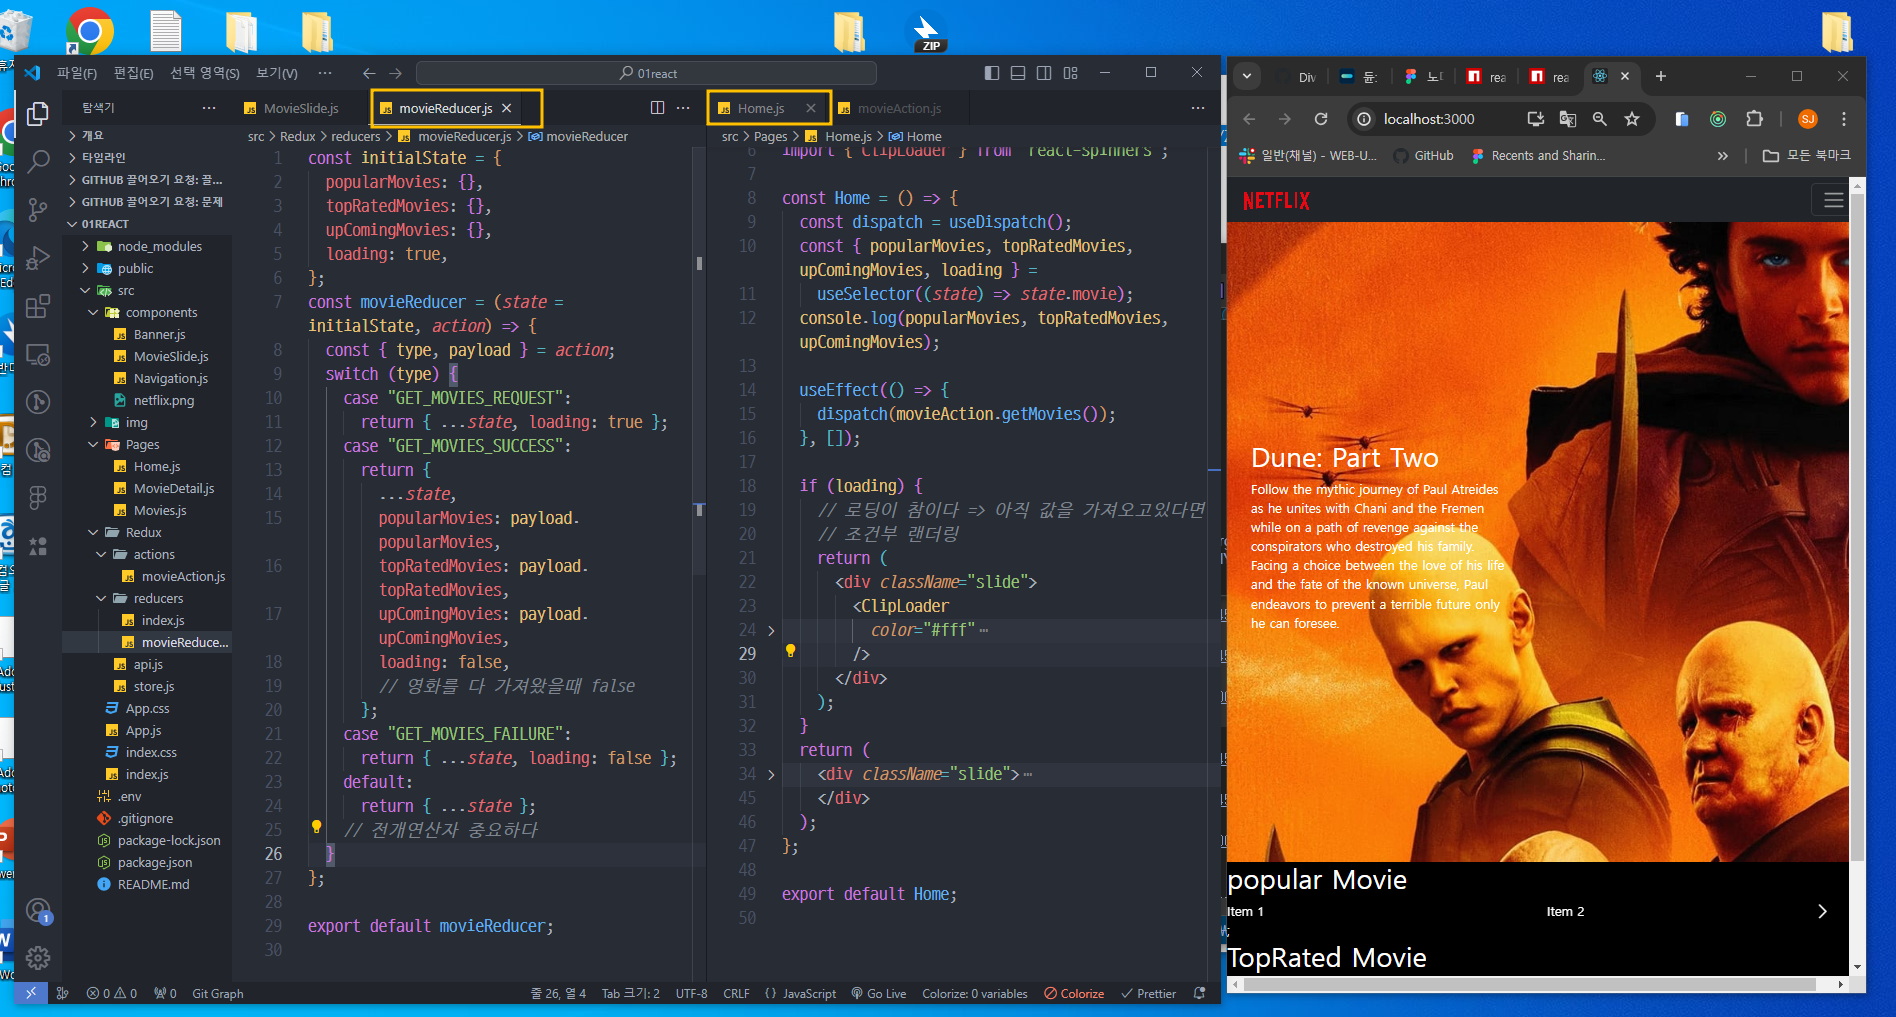 ZIP
파일(F) 편집(E) 선택 영역(S) 보기(V) ···
01react
탐색기
개요
타임라인
GITHUB 끌어오기 요청: 끌...
GITHUB 끌어오기 요청: 문제
01REACT
node_modules
public
src
components
Banner.js
MovieSlide.js
Navigation.js
netflix.png
img
Pages
Home.js
MovieDetail.js
Movies.js
Redux
actions
movieAction.js
reducers
index.js
movieReduce...
api.js
store.js
App.css
App.js
index.css
index.js
.env
.gitignore
package-lock.json
package.json
README.md
MovieSlide.js movieReducer.js
src > Redux > reducers > movieReducer.js > movieReducer
1 const initialState = {
2 popularMovies: {},
3 topRatedMovies: {},
4 upComingMovies: {},
5 loading: true,
6 };
7 const movieReducer = (state =
initialState, action) => {
8 const { type, payload } = action;
9 switch (type) {
10 case "GET_MOVIES_REQUEST":
11 return { ...state, loading: true };
12 case "GET_MOVIES_SUCCESS":
13 return {
14 ...state,
15 popularMovies: payload.
popularMovies,
16 topRatedMovies: payload.
topRatedMovies,
17 upComingMovies: payload.
upComingMovies,
18 loading: false,
19 // 영화를 다 가져왔을때 false
20 };
21 case "GET_MOVIES_FAILURE":
22 return { ...state, loading: false };
23 default:
24 return { ...state };
25 // 전개연산자 중요하다
26 }
27 };
28
29 export default movieReducer;
30
Home.js movieAction.js
src > Pages > Home.js > Home
6 import { ClipLoader } from "react-spinners";
7
8 const Home = () => {
9 const dispatch = useDispatch();
10 const { popularMovies, topRatedMovies,
upComingMovies, loading } =
11 useSelector((state) => state.movie);
12 console.log(popularMovies, topRatedMovies,
upComingMovies);
13
14 useEffect(() => {
15 dispatch(movieAction.getMovies());
16 }, []);
17
18 if (loading) {
19 // 로딩이 참이다 => 아직 값을 가져오고있다면
20 // 조건부 랜더링
21 return (
22 <div className="slide">
23 <ClipLoader
24 color="#fff" ···
29 />
30 </div>
31 );
32 }
33 return (
34 <div className="slide"> ···
45 </div>
46 );
47 };
48
49 export default Home;
50
0 0 0 Git Graph
줄 26, 열 4 Tab 크기: 2 UTF-8 CRLF {} JavaScript Go Live Colorize: 0 variables Colorize Prettier
1
Div 듄: 노 rea rea
localhost:3000
SJ
일반(채널) - WEB-U... GitHub Recents and Sharin... » 모든 북마크
NETFLIX
Dune: Part Two
Follow the mythic journey of Paul Atreides
as he unites with Chani and the Fremen
while on a path of revenge against the
conspirators who destroyed his family.
Facing a choice between the love of his life
and the fate of the known universe, Paul
endeavors to prevent a terrible future only
he can foresee.
popular Movie
Item 1 Item 2
TopRated Movie